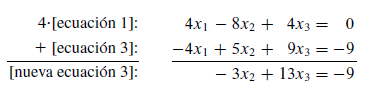 4·[ecuación 1]: 4x₁ − 8x₂ + 4x₃ = 0
+ [ecuación 3]: −4x₁ + 5x₂ + 9x₃ = −9
[nueva ecuación 3]: − 3x₂ + 13x₃ = −9